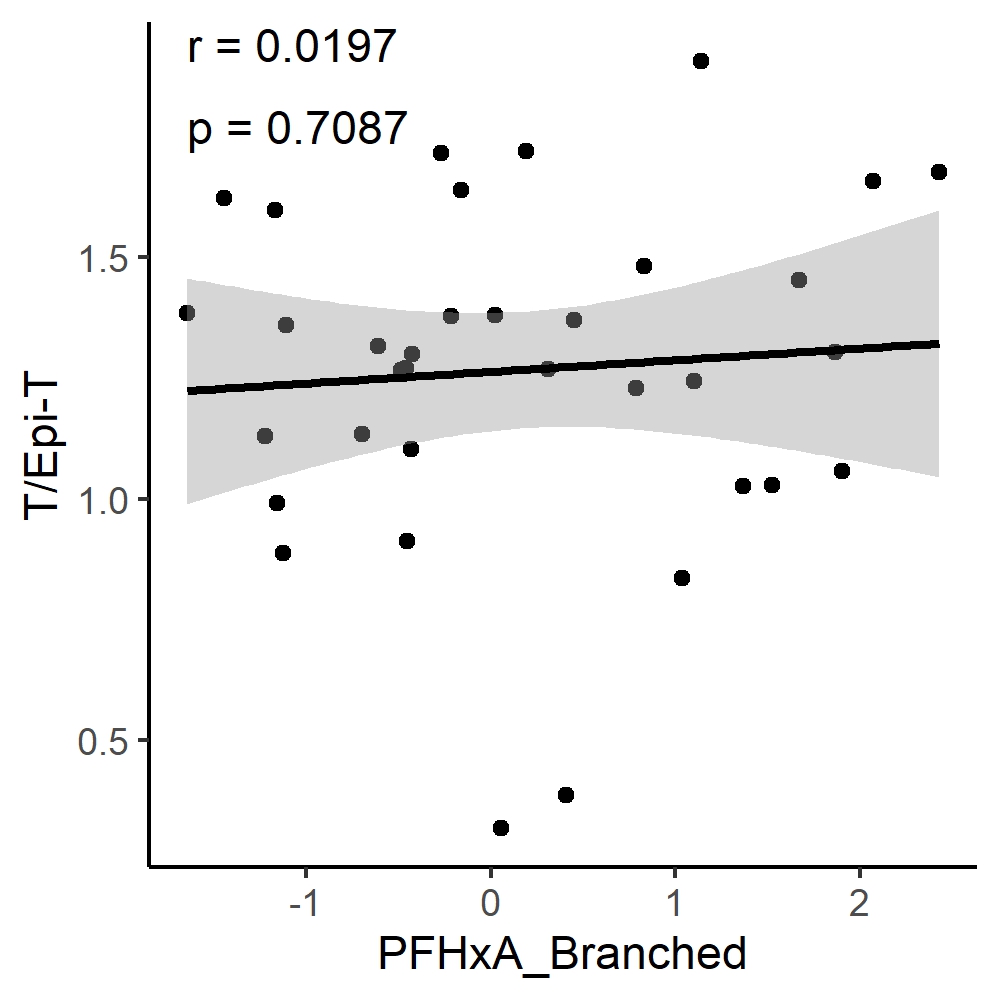 r = 0.0197
p = 0.7087
T/Epi-T
1.5
1.0
0.5
-1 0 1 2
PFHxA_Branched